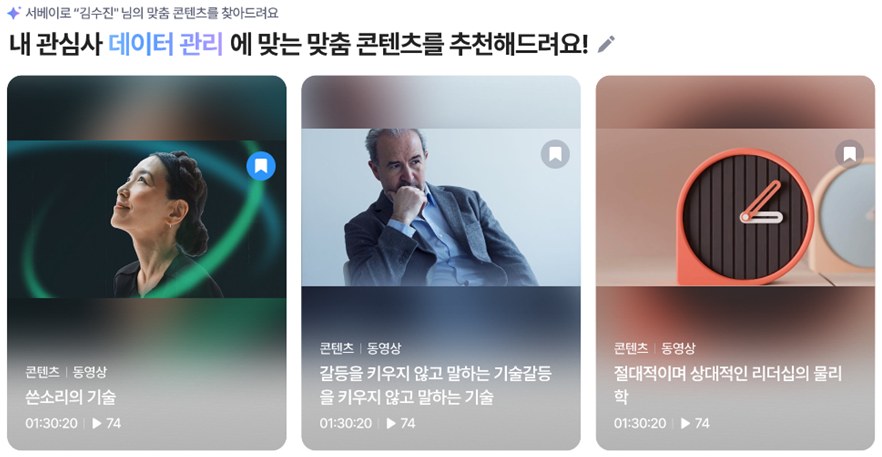 서베이로 “김수진" 님의 맞춤 콘텐츠를 찾아드려요
내 관심사 데이터 관리 에 맞는 맞춤 콘텐츠를 추천해드려요!
콘텐츠 | 동영상
쓴소리의 기술
01:30:20 | ▶ 74
콘텐츠 | 동영상
갈등을 키우지 않고 말하는 기술갈등
을 키우지 않고 말하는 기술
01:30:20 | ▶ 74
콘텐츠 | 동영상
절대적이며 상대적인 리더십의 물리
학
01:30:20 | ▶ 74